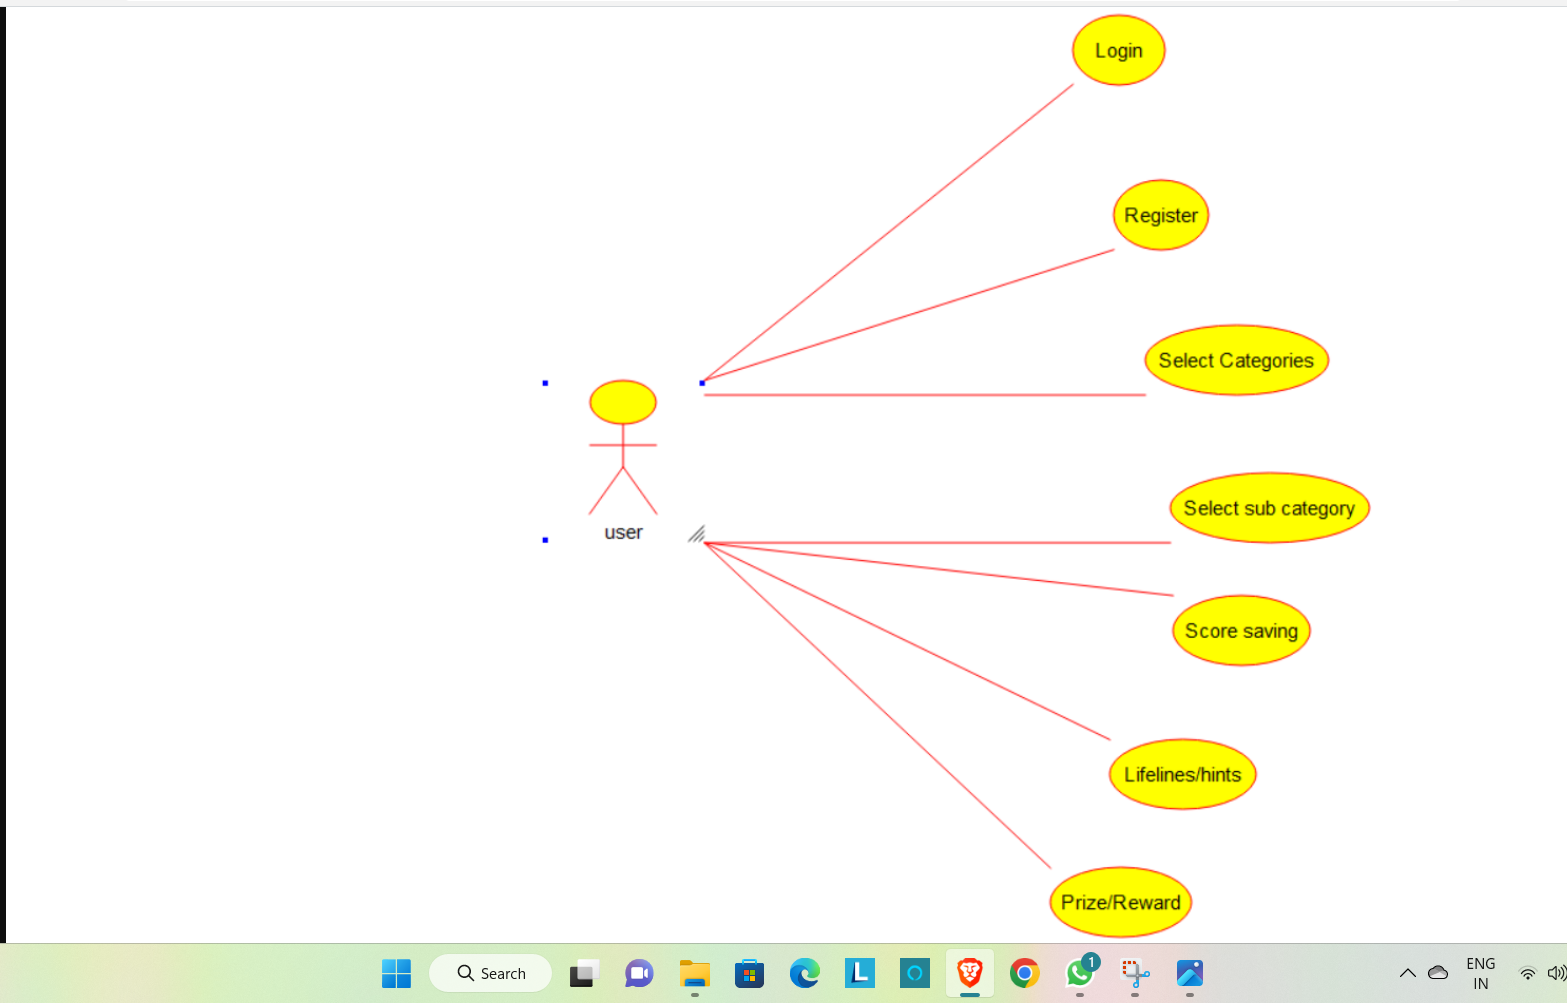 Login
Register
Select Categories
user
Select sub category
Score saving
Lifelines/hints
Prize/Reward
Search
L
1
ENG
IN